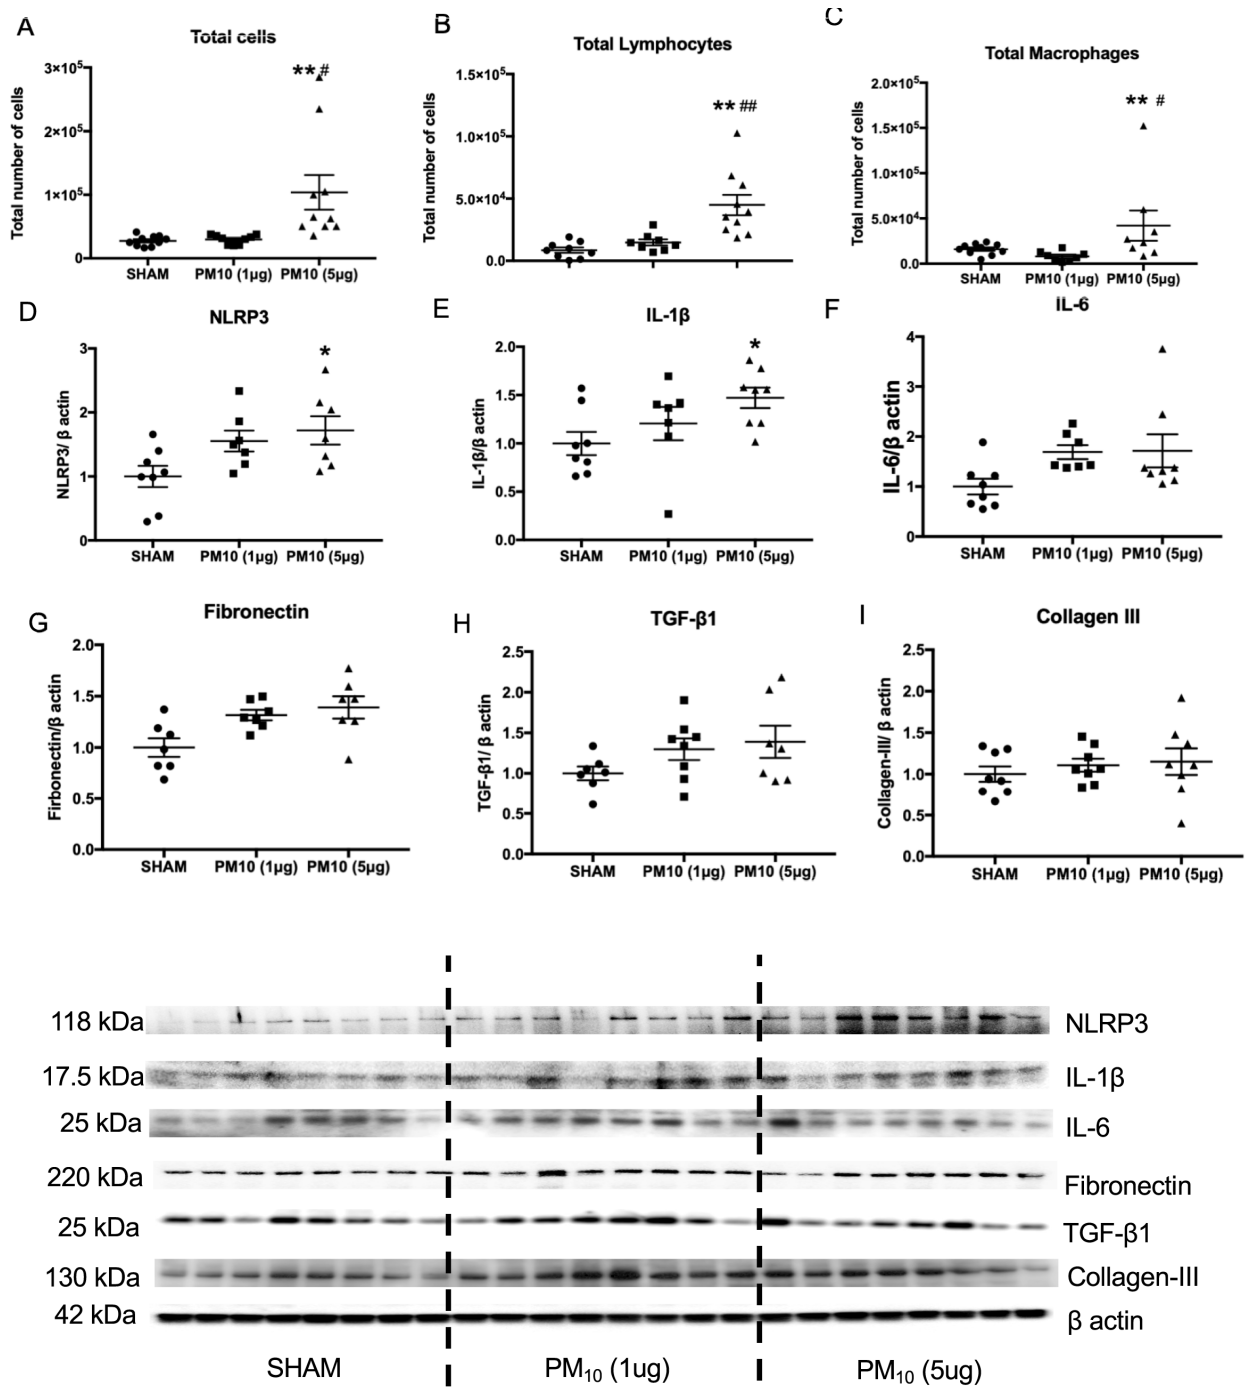 A
Total cells
Total number of cells
3×10⁵
2×10⁵
1×10⁵
0
**#
SHAM PM10 (1µg) PM10 (5µg)
B
Total Lymphocytes
Total number of cells
1.5×10⁵
1.0×10⁵
5.0×10⁴
0.0
** ##
C
Total Macrophages
Total number of cells
2.0×10⁵
1.5×10⁵
1.0×10⁵
5.0×10⁴
0.0
** #
SHAM PM10 (1µg) PM10 (5µg)
D
NLRP3
NLRP3/ β actin
3
2
1
0
*
SHAM PM10 (1µg) PM10 (5µg)
E
IL-1β
IL-1β/β actin
2.0
1.5
1.0
0.5
0.0
*
SHAM PM10 (1µg) PM10 (5µg)
F
IL-6
IL-6/β actin
4
3
2
1
0
SHAM PM10 (1µg) PM10 (5µg)
G
Fibronectin
Firbonectin/β actin
2.0
1.5
1.0
0.5
0.0
SHAM PM10 (1µg) PM10 (5µg)
H
TGF-β1
TGF-β1/ β actin
2.5
2.0
1.5
1.0
0.5
0.0
SHAM PM10 (1µg) PM10 (5µg)
I
Collagen III
Collagen-III/ β actin
2.5
2.0
1.5
1.0
0.5
0.0
SHAM PM10 (1µg) PM10 (5µg)
118 kDa NLRP3
17.5 kDa IL-1β
25 kDa IL-6
220 kDa Fibronectin
25 kDa TGF-β1
130 kDa Collagen-III
42 kDa β actin
SHAM PM₁₀ (1ug) PM₁₀ (5ug)